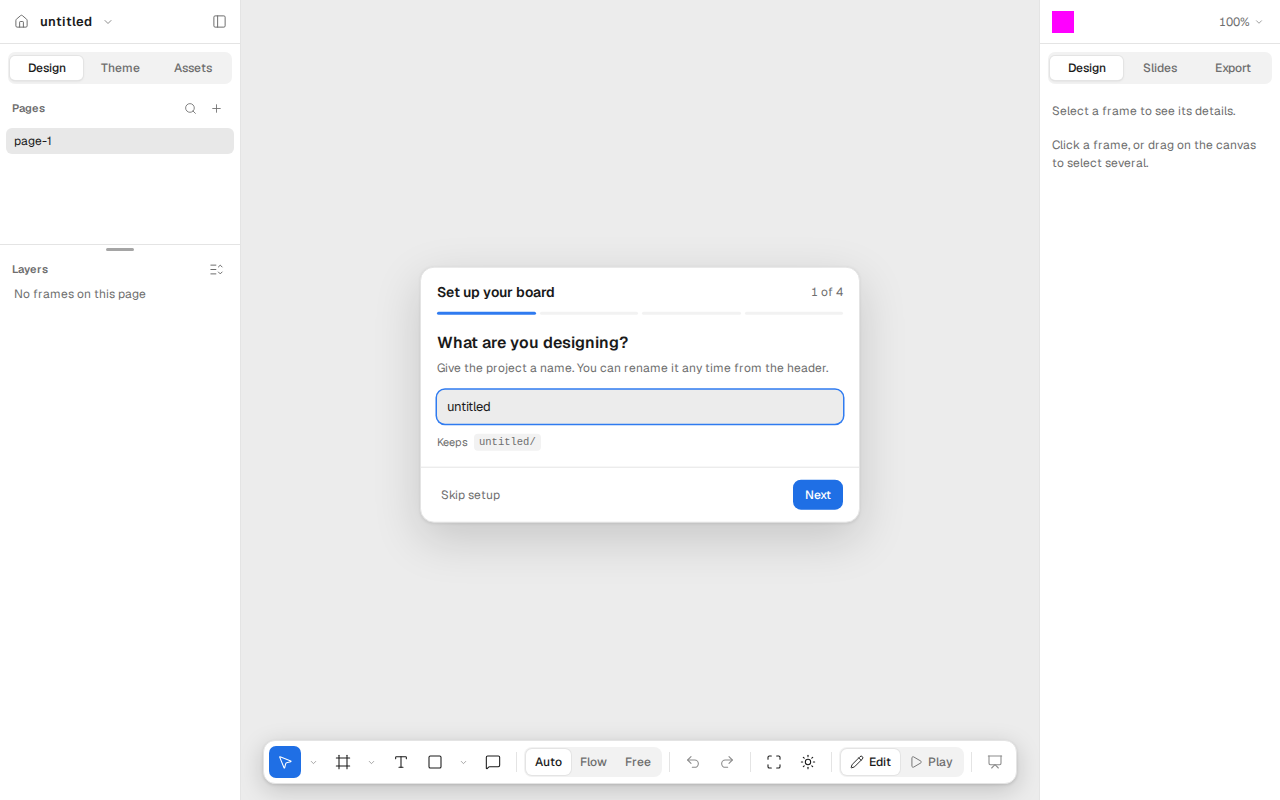 untitled
100%
Design
Theme
Assets
Design
Slides
Export
Pages
page-1
Select a frame to see its details.
Click a frame, or drag on the canvas
to select several.
Layers
No frames on this page
Set up your board
1 of 4
What are you designing?
Give the project a name. You can rename it any time from the header.
untitled
Keeps untitled/
Skip setup
Next
Auto
Flow
Free
Edit
Play